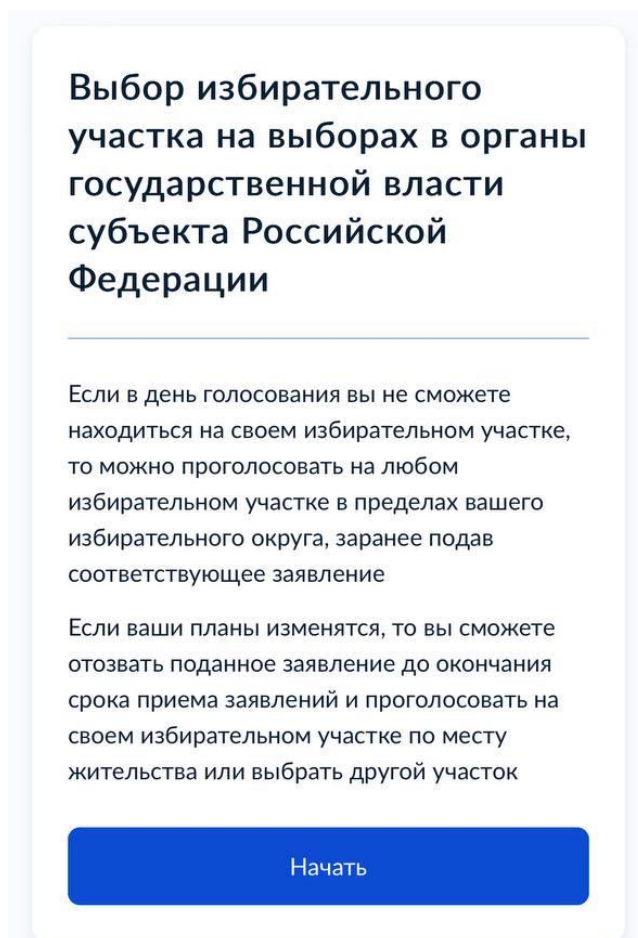 Выбор избирательного
участка на выборах в органы
государственной власти
субъекта Российской
Федерации
Если в день голосования вы не сможете
находиться на своем избирательном участке,
то можно проголосовать на любом
избирательном участке в пределах вашего
избирательного округа, заранее подав
соответствующее заявление
Если ваши планы изменятся, то вы сможете
отозвать поданное заявление до окончания
срока приема заявлений и проголосовать на
своем избирательном участке по месту
жительства или выбрать другой участок
Начать